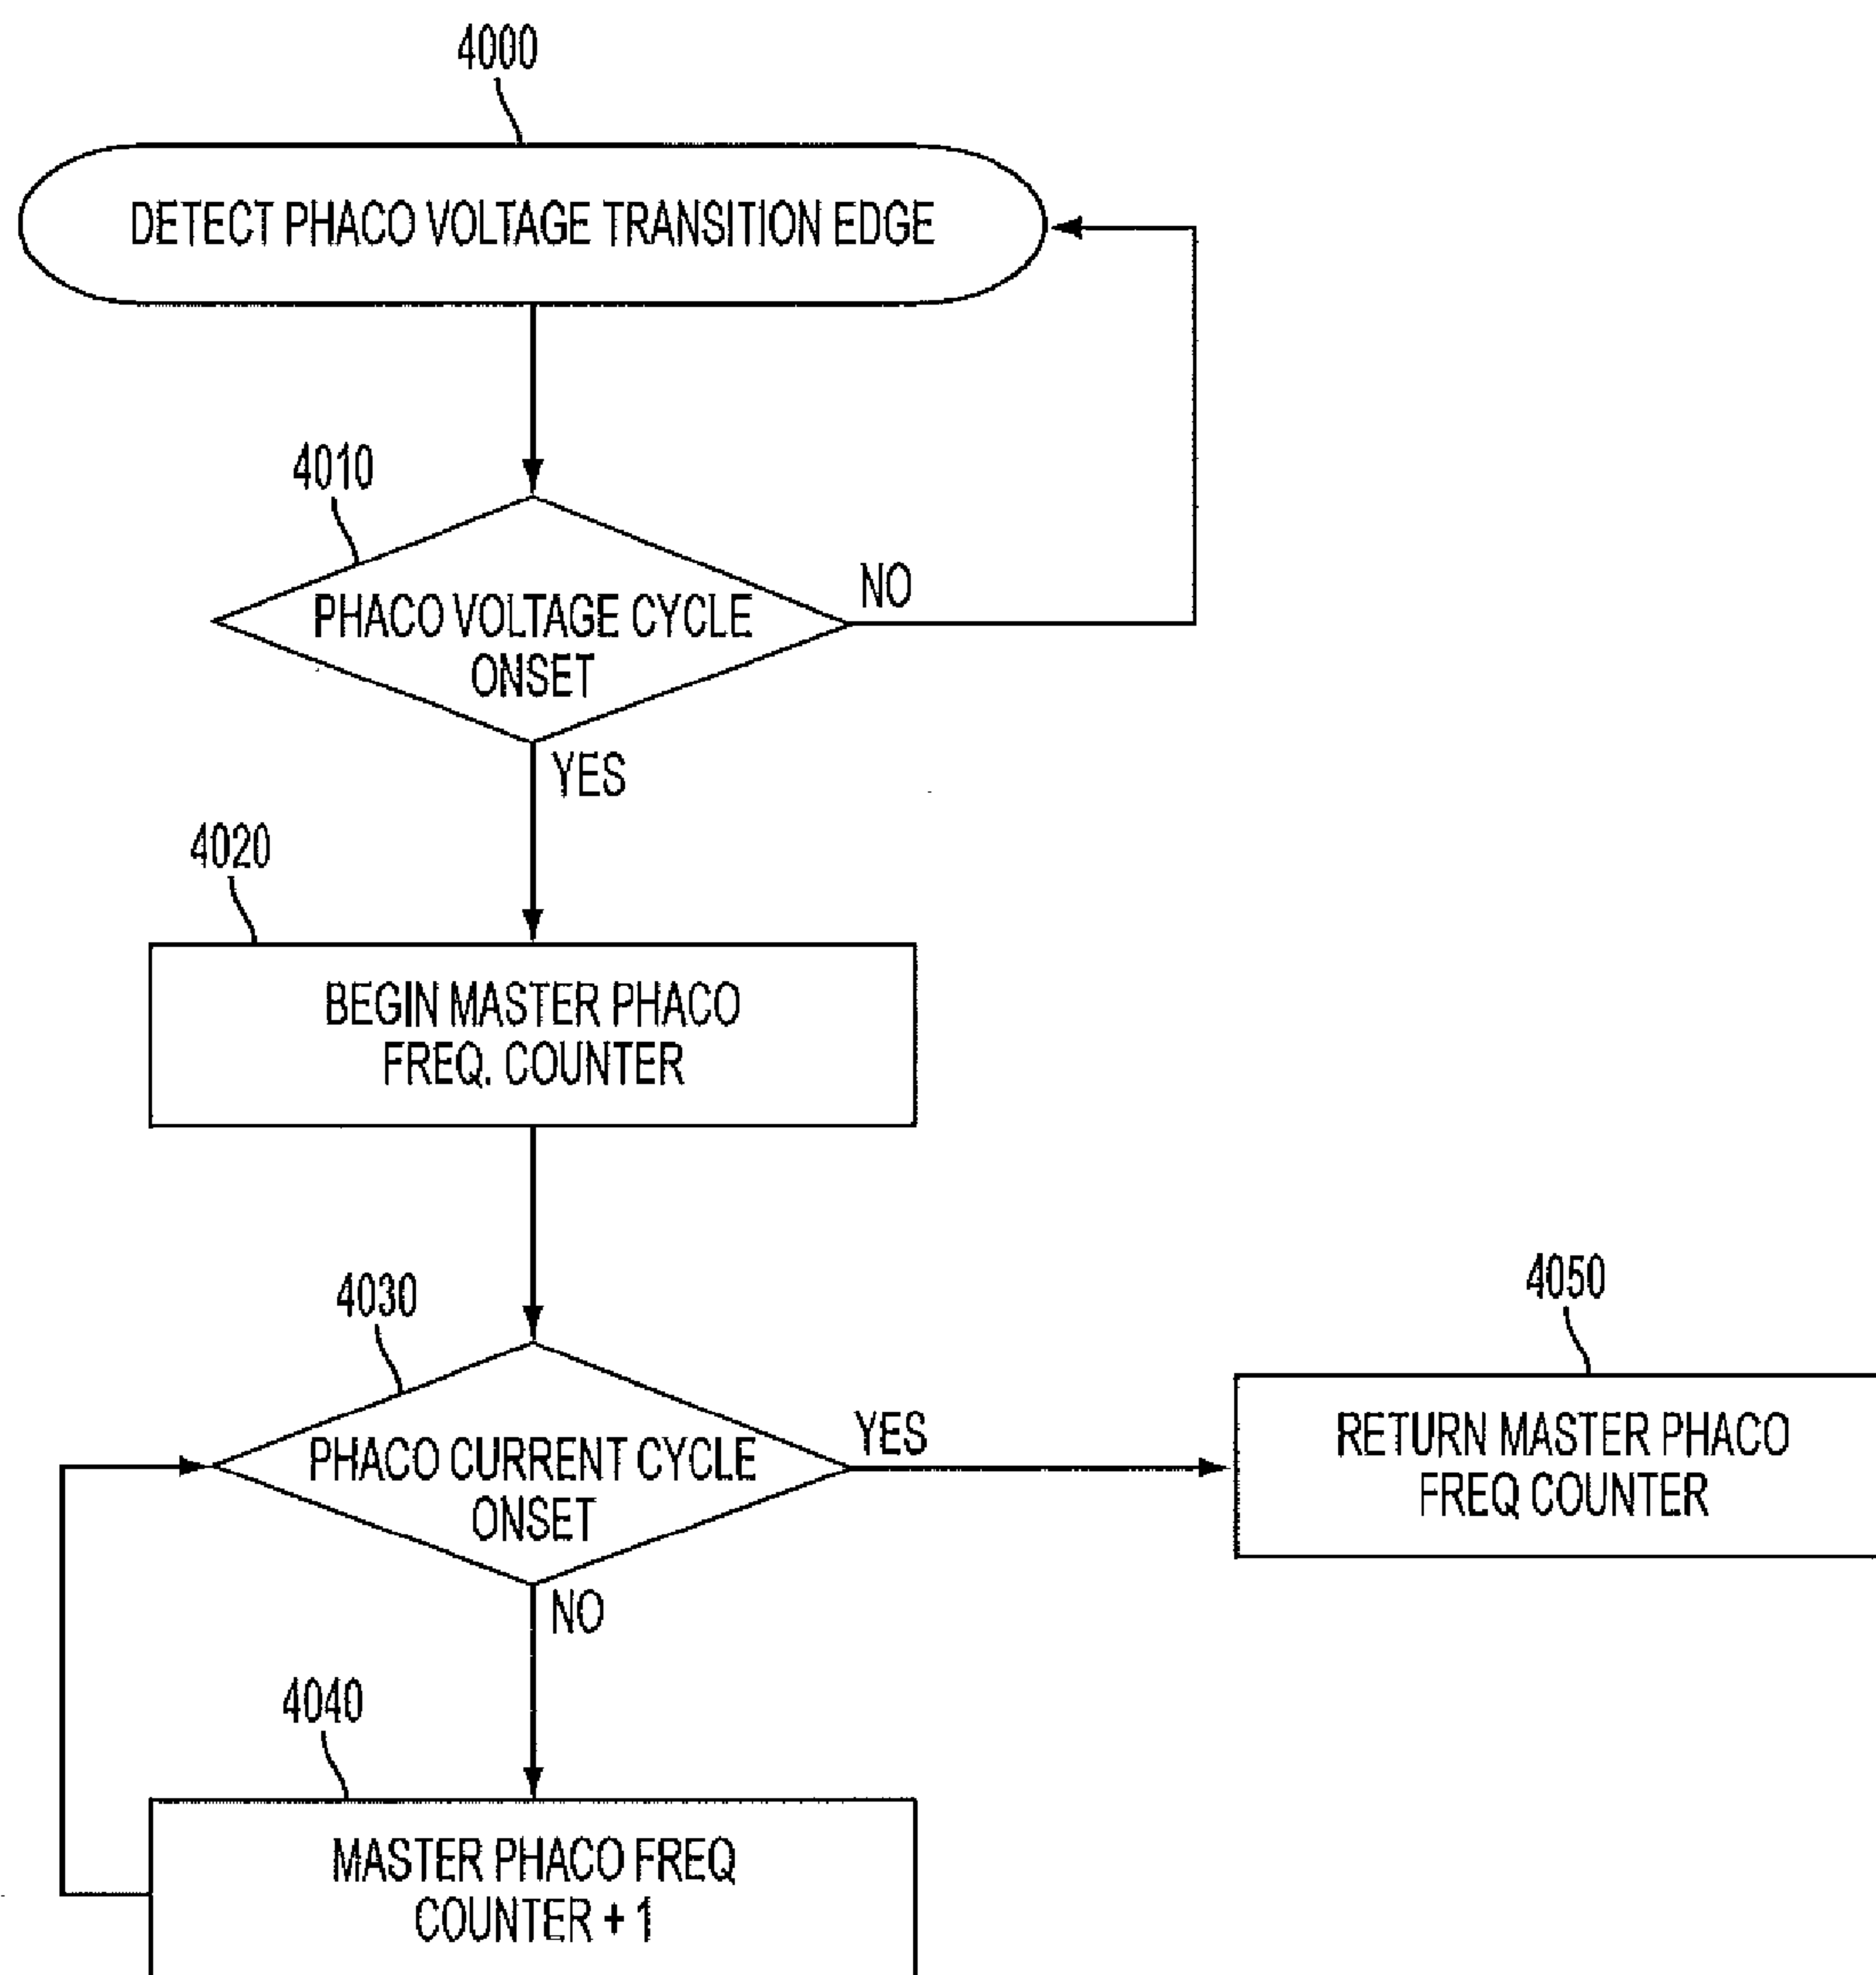 4000
DETECT PHACO VOLTAGE TRANSITION EDGE
4010
PHACO VOLTAGE CYCLE
ONSET
NO
YES
4020
BEGIN MASTER PHACO
FREQ. COUNTER
4030
PHACO CURRENT CYCLE
ONSET
YES
4050
RETURN MASTER PHACO
FREQ COUNTER
NO
4040
MASTER PHACO FREQ
COUNTER + 1